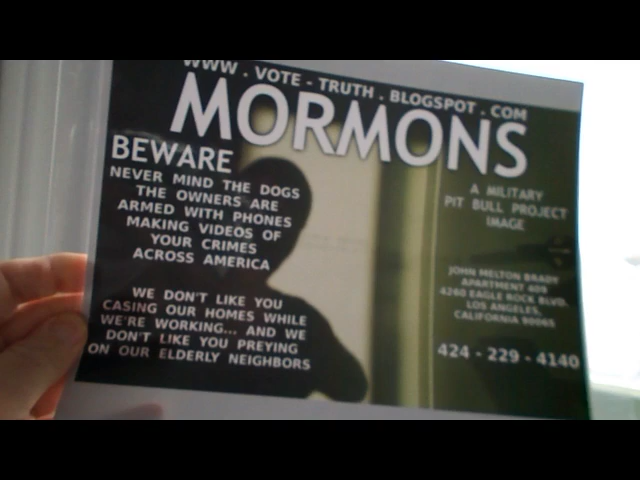 WWW . VOTE - TRUTH . BLOGSPOT . COM
MORMONS
BEWARE
NEVER MIND THE DOGS
THE OWNERS ARE
ARMED WITH PHONES
MAKING VIDEOS OF
YOUR CRIMES
ACROSS AMERICA
WE DON'T LIKE YOU
CASING OUR HOMES WHILE
WE'RE WORKING... AND WE
DON'T LIKE YOU PREYING
ON OUR ELDERLY NEIGHBORS
A MILITARY
PIT BULL PROJECT
IMAGE
JOHN MELTON BRADY
APARTMENT 409
4260 EAGLE ROCK BLVD.
LOS ANGELES,
CALIFORNIA 90065
424 - 229 - 4140